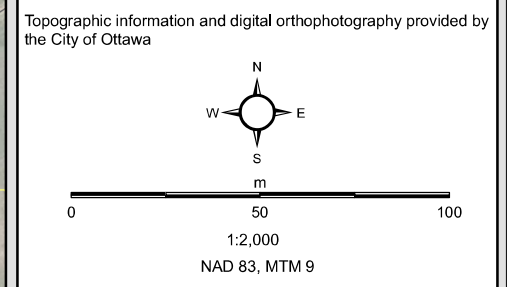 Topographic information and digital orthophotography provided by
the City of Ottawa
N
W E
S
m
0 50 100
1:2,000
NAD 83, MTM 9